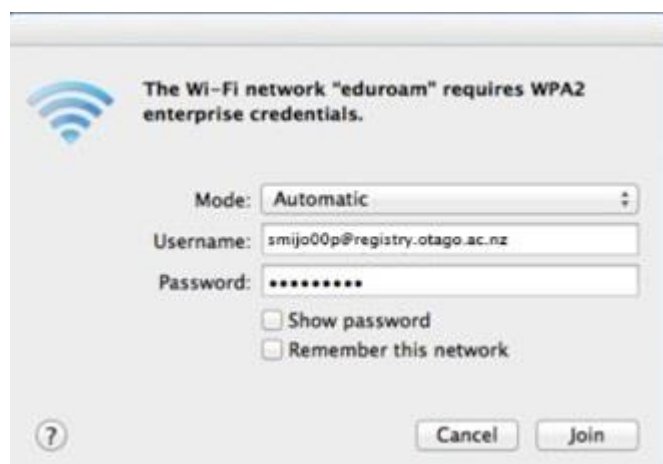 The Wi-Fi network "eduroam" requires WPA2
enterprise credentials.
Mode: Automatic
Username: smijo00p@registry.otago.ac.nz
Password: •••••••••
Show password
Remember this network
? Cancel Join